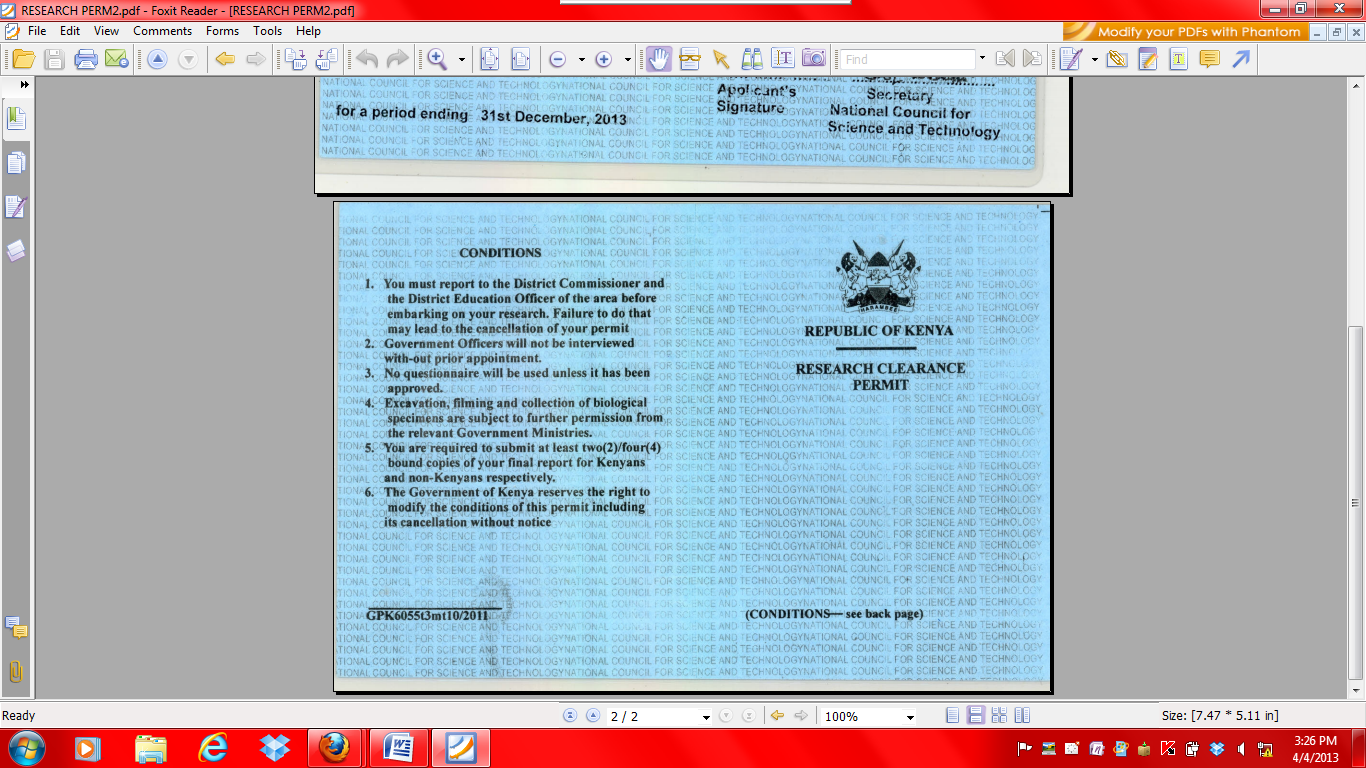 RESEARCH PERM2.pdf - Foxit Reader - [RESEARCH PERM2.pdf]
File Edit View Comments Forms Tools Help
Modify your PDFs with Phantom
Find
NATIONAL COUNCIL FOR SCIENCE AND TECHNOLOGY
for a period ending 31st December, 2013
Applicant's
Signature
Secretary
National Council for
Science and Technology
CONDITIONS
1. You must report to the District Commissioner and
the District Education Officer of the area before
embarking on your research. Failure to do that
may lead to the cancellation of your permit
2. Government Officers will not be interviewed
with-out prior appointment.
3. No questionnaire will be used unless it has been
approved.
4. Excavation, filming and collection of biological
specimens are subject to further permission from
the relevant Government Ministries.
5. You are required to submit at least two(2)/four(4)
bound copies of your final report for Kenyans
and non-Kenyans respectively.
6. The Government of Kenya reserves the right to
modify the conditions of this permit including
its cancellation without notice
GPK6055t3mt10/2011
HARAMBEE
REPUBLIC OF KENYA
RESEARCH CLEARANCE
PERMIT
(CONDITIONS— see back page)
Ready
2 / 2
100%
Size: [7.47 * 5.11 in]
3:26 PM
4/4/2013